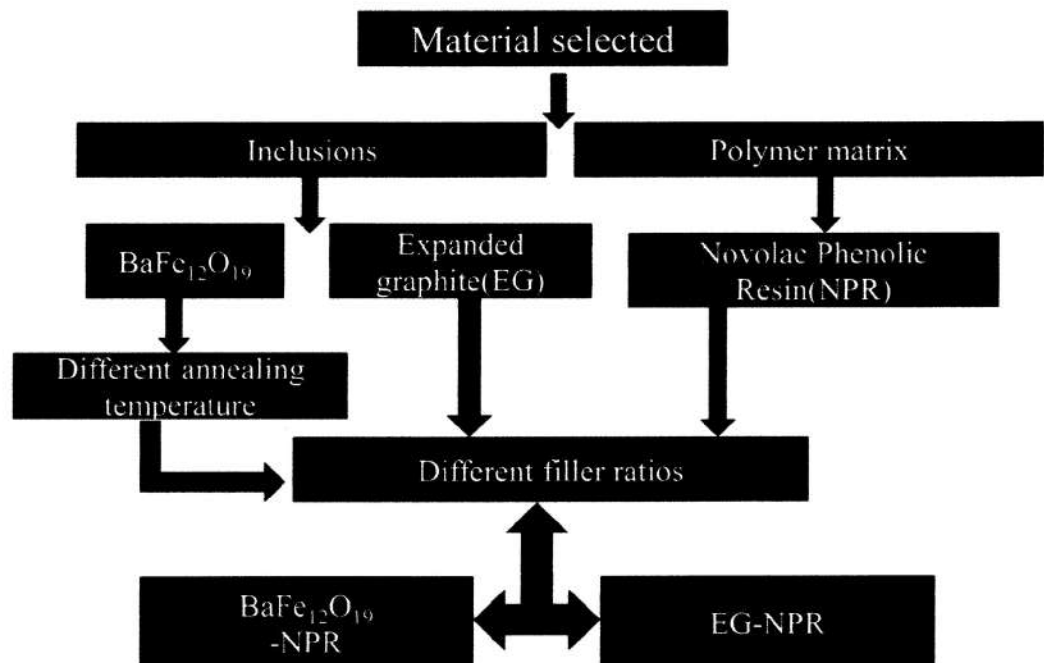 Material selected
Inclusions
Polymer matrix
BaFe₁₂O₁₉
Expanded
graphite(EG)
Novolac Phenolic
Resin(NPR)
Different annealing
temperature
Different filler ratios
BaFe₁₂O₁₉
-NPR
EG-NPR